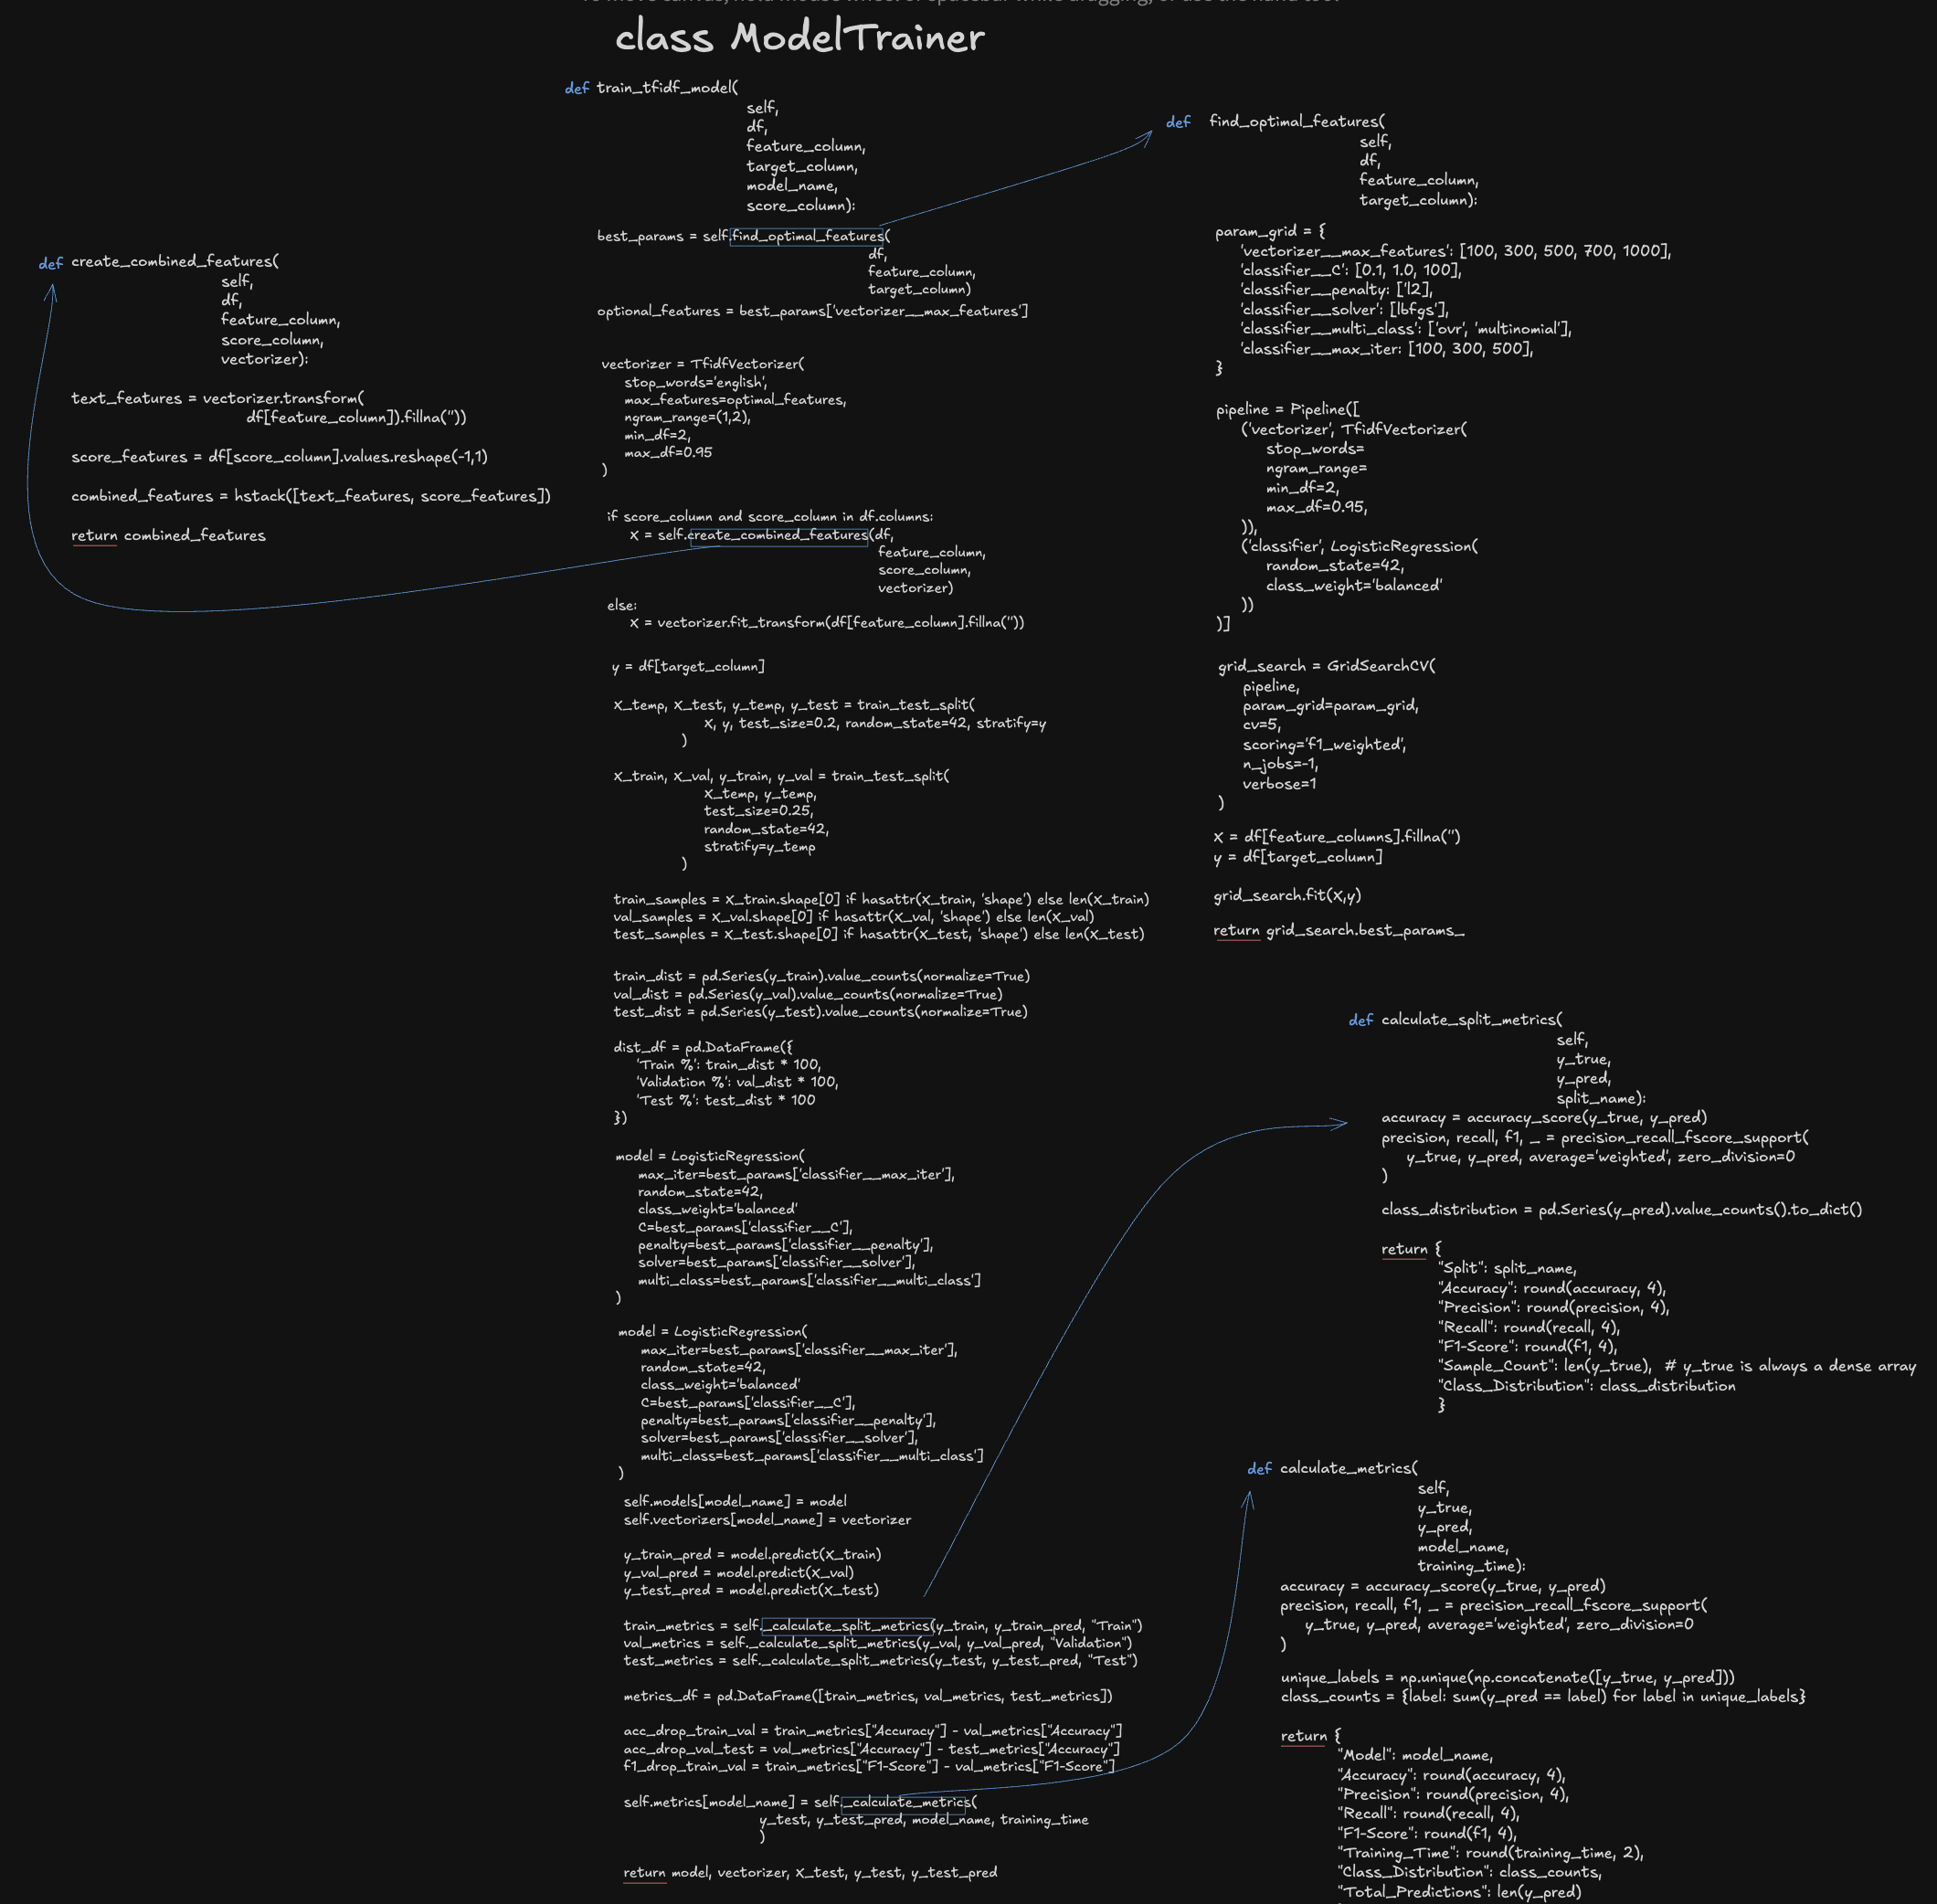 To move canvas, hold mouse wheel or spacebar while dragging, or use the hand tool
class ModelTrainer
def create_combined_features(
self,
df,
feature_column,
score_column,
vectorizer):
text_features = vectorizer.transform(
df[feature_column]).fillna(''))
score_features = df[score_column].values.reshape(-1,1)
combined_features = hstack([text_features, score_features])
return combined_features
def train_tfidf_model(
self,
df,
feature_column,
target_column,
model_name,
score_column):
best_params = self.find_optimal_features(
df,
feature_column,
target_column)
optional_features = best_params['vectorizer__max_features']
vectorizer = TfidfVectorizer(
stop_words='english',
max_features=optimal_features,
ngram_range=(1,2),
min_df=2,
max_df=0.95
)
if score_column and score_column in df.columns:
X = self.create_combined_features(df,
feature_column,
score_column,
vectorizer)
else:
X = vectorizer.fit_transform(df[feature_column].fillna(''))
y = df[target_column]
X_temp, X_test, y_temp, y_test = train_test_split(
X, y, test_size=0.2, random_state=42, stratify=y
)
X_train, X_val, y_train, y_val = train_test_split(
X_temp, y_temp,
test_size=0.25,
random_state=42,
stratify=y_temp
)
train_samples = X_train.shape[0] if hasattr(X_train, 'shape') else len(X_train)
val_samples = X_val.shape[0] if hasattr(X_val, 'shape') else len(X_val)
test_samples = X_test.shape[0] if hasattr(X_test, 'shape') else len(X_test)
train_dist = pd.Series(y_train).value_counts(normalize=True)
val_dist = pd.Series(y_val).value_counts(normalize=True)
test_dist = pd.Series(y_test).value_counts(normalize=True)
dist_df = pd.DataFrame({
'Train %': train_dist * 100,
'Validation %': val_dist * 100,
'Test %': test_dist * 100
})
model = LogisticRegression(
max_iter=best_params['classifier__max_iter'],
random_state=42,
class_weight='balanced'
C=best_params['classifier__C'],
penalty=best_params['classifier__penalty'],
solver=best_params['classifier__solver'],
multi_class=best_params['classifier__multi_class']
)
model = LogisticRegression(
max_iter=best_params['classifier__max_iter'],
random_state=42,
class_weight='balanced'
C=best_params['classifier__C'],
penalty=best_params['classifier__penalty'],
solver=best_params['classifier__solver'],
multi_class=best_params['classifier__multi_class']
)
self.models[model_name] = model
self.vectorizers[model_name] = vectorizer
y_train_pred = model.predict(X_train)
y_val_pred = model.predict(X_val)
y_test_pred = model.predict(X_test)
train_metrics = self._calculate_split_metrics(y_train, y_train_pred, "Train")
val_metrics = self._calculate_split_metrics(y_val, y_val_pred, "Validation")
test_metrics = self._calculate_split_metrics(y_test, y_test_pred, "Test")
metrics_df = pd.DataFrame([train_metrics, val_metrics, test_metrics])
acc_drop_train_val = train_metrics["Accuracy"] - val_metrics["Accuracy"]
acc_drop_val_test = val_metrics["Accuracy"] - test_metrics["Accuracy"]
f1_drop_train_val = train_metrics["F1-Score"] - val_metrics["F1-Score"]
self.metrics[model_name] = self._calculate_metrics(
y_test, y_test_pred, model_name, training_time
)
return model, vectorizer, X_test, y_test, y_test_pred
def find_optimal_features(
self,
df,
feature_column,
target_column):
param_grid = {
'vectorizer__max_features': [100, 300, 500, 700, 1000],
'classifier__C': [0.1, 1.0, 100],
'classifier__penalty: ['l2],
'classifier__solver': [lbfgs'],
'classifier__multi_class': ['ovr', 'multinomial'],
'classifier__max_iter: [100, 300, 500],
}
pipeline = Pipeline([
('vectorizer', TfidfVectorizer(
stop_words=
ngram_range=
min_df=2,
max_df=0.95,
)),
('classifier', LogisticRegression(
random_state=42,
class_weight='balanced'
))
)]
grid_search = GridSearchCV(
pipeline,
param_grid=param_grid,
cv=5,
scoring='f1_weighted',
n_jobs=-1,
verbose=1
)
X = df[feature_columns].fillna('')
y = df[target_column]
grid_search.fit(X,y)
return grid_search.best_params_
def calculate_split_metrics(
self,
y_true,
y_pred,
split_name):
accuracy = accuracy_score(y_true, y_pred)
precision, recall, f1, _ = precision_recall_fscore_support(
y_true, y_pred, average='weighted', zero_division=0
)
class_distribution = pd.Series(y_pred).value_counts().to_dict()
return {
"Split": split_name,
"Accuracy": round(accuracy, 4),
"Precision": round(precision, 4),
"Recall": round(recall, 4),
"F1-Score": round(f1, 4),
"Sample_Count": len(y_true), # y_true is always a dense array
"Class_Distribution": class_distribution
}
def calculate_metrics(
self,
y_true,
y_pred,
model_name,
training_time):
accuracy = accuracy_score(y_true, y_pred)
precision, recall, f1, _ = precision_recall_fscore_support(
y_true, y_pred, average='weighted', zero_division=0
)
unique_labels = np.unique(np.concatenate([y_true, y_pred]))
class_counts = {label: sum(y_pred == label) for label in unique_labels}
return {
"Model": model_name,
"Accuracy": round(accuracy, 4),
"Precision": round(precision, 4),
"Recall": round(recall, 4),
"F1-Score": round(f1, 4),
"Training_Time": round(training_time, 2),
"Class_Distribution": class_counts,
"Total_Predictions": len(y_pred)